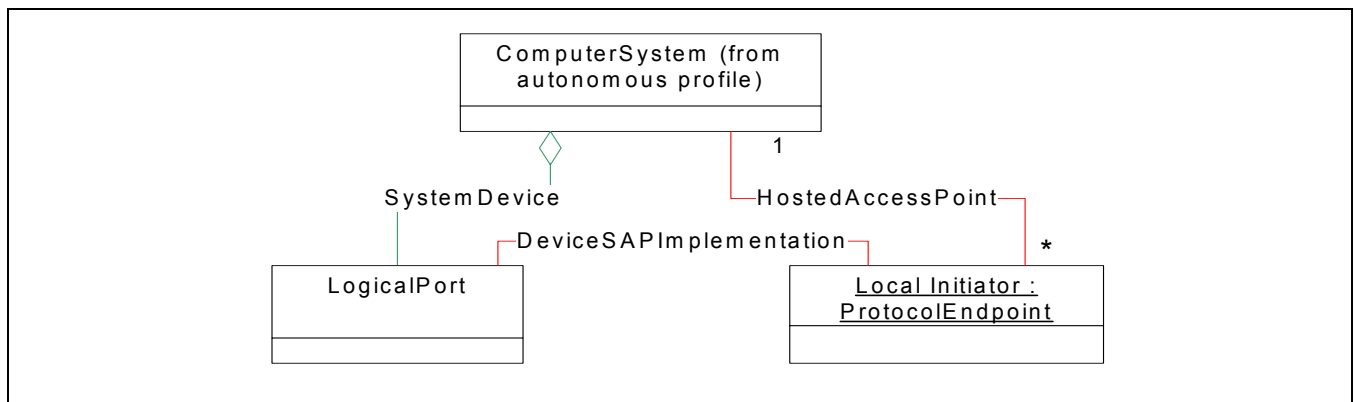 ComputerSystem (from
autonomous profile)
1
SystemDevice
HostedAccessPoint
DeviceSAPImplementation
*
LogicalPort
Local Initiator :
ProtocolEndpoint